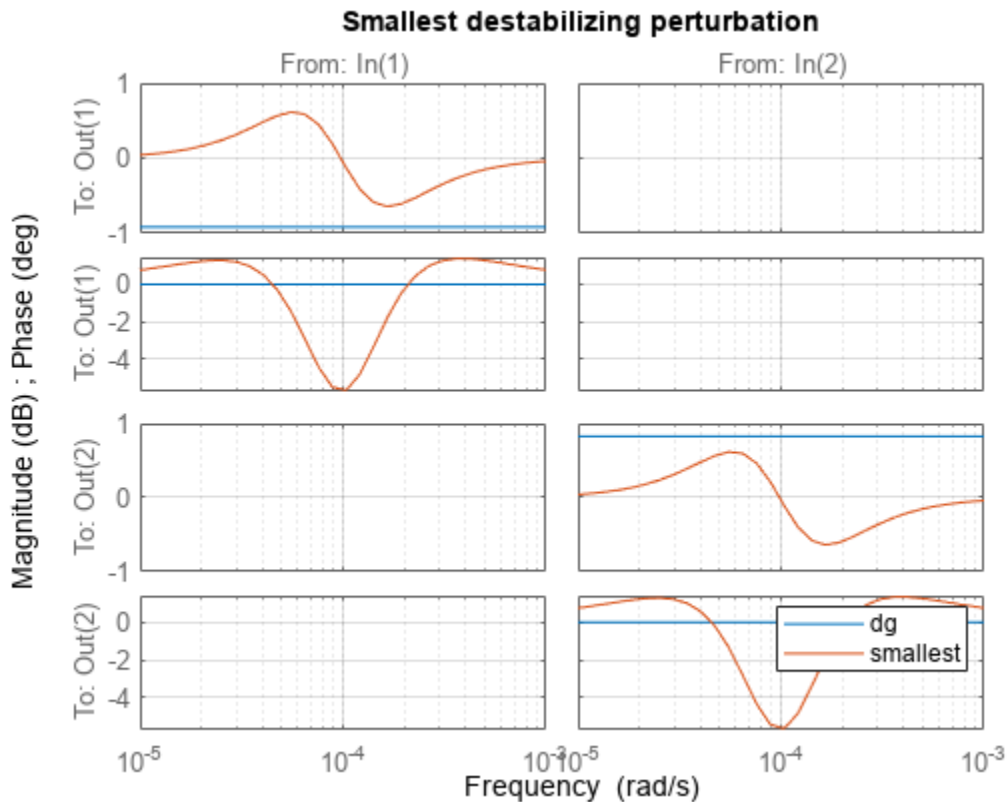 Smallest destabilizing perturbation
From: In(1)
From: In(2)
Magnitude (dB) ; Phase (deg)
To: Out(1)
1
0
-1
To: Out(1)
0
-2
-4
To: Out(2)
1
0
-1
To: Out(2)
0
-2
-4
dg
smallest
10^-5
10^-4
10^-3
10^-5
10^-4
10^-3
Frequency (rad/s)